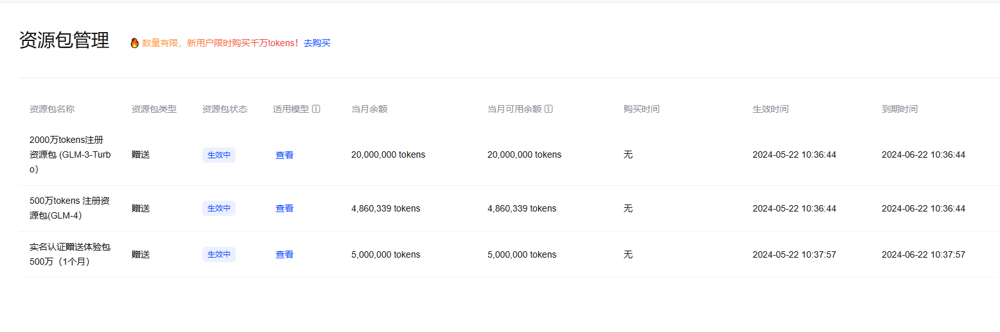 资源包管理 数量有限，新用户限时购买千万tokens！去购买
资源包名称 资源包类型 资源包状态 适用模型 当月余额 当月可用余额 购买时间 生效时间 到期时间
2000万tokens注册
资源包 (GLM-3-Turb
o）
赠送 生效中 查看 20,000,000 tokens 20,000,000 tokens 无 2024-05-22 10:36:44 2024-06-22 10:36:44
500万tokens 注册资
源包(GLM-4）
赠送 生效中 查看 4,860,339 tokens 4,860,339 tokens 无 2024-05-22 10:36:44 2024-06-22 10:36:44
实名认证赠送体验包
500万（1个月）
赠送 生效中 查看 5,000,000 tokens 5,000,000 tokens 无 2024-05-22 10:37:57 2024-06-22 10:37:57